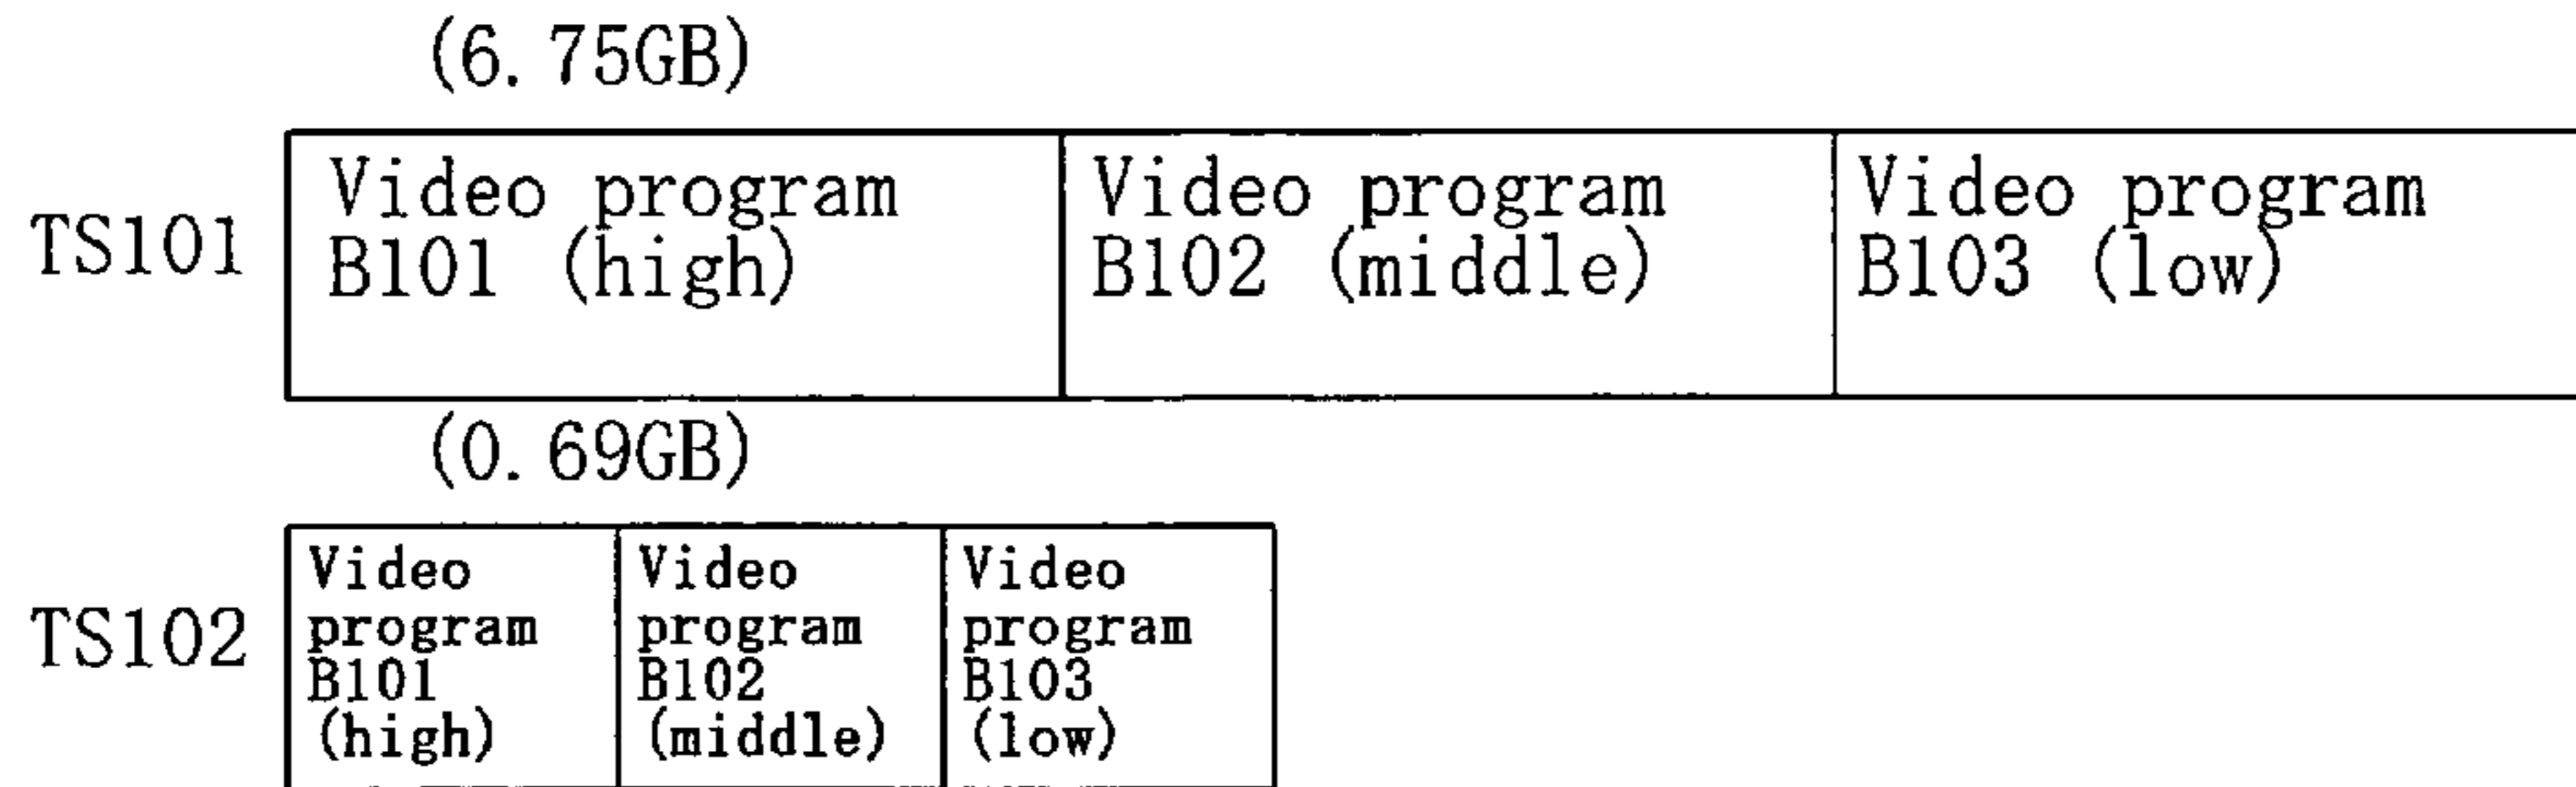 (6.75GB)
TS101
Video program
B101 (high)
Video program
B102 (middle)
Video program
B103 (low)
(0.69GB)
TS102
Video
program
B101
(high)
Video
program
B102
(middle)
Video
program
B103
(low)